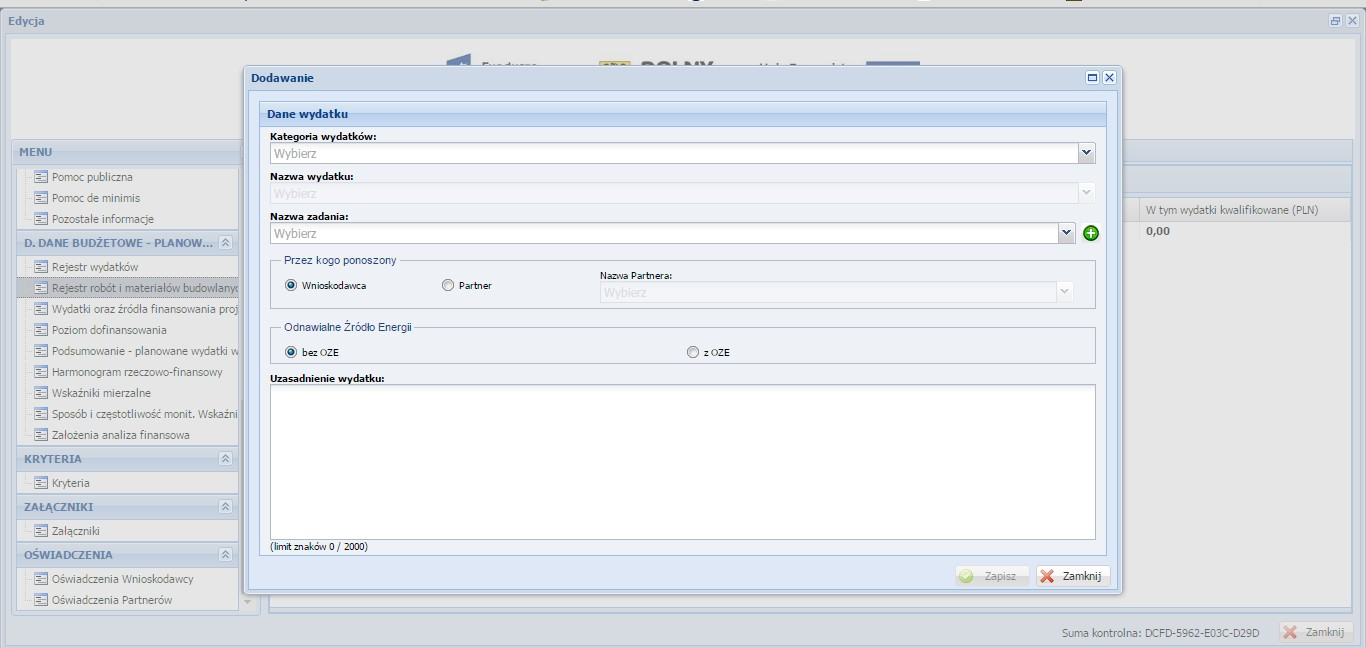 Edycja
DOLNY
Dodawanie
Dane wydatku
Kategoria wydatków:
Wybierz
Nazwa wydatku:
Wybierz
Nazwa zadania:
Wybierz
Przez kogo ponoszony
Wnioskodawca
Partner
Nazwa Partnera:
Wybierz
Odnawialne Źródło Energii
bez OZE
z OZE
Uzasadnienie wydatku:
(limit znaków 0 / 2000)
Zapisz
Zamknij
MENU
Pomoc publiczna
Pomoc de minimis
Pozostałe informacje
D. DANE BUDŻETOWE - PLANOW...
Rejestr wydatków
Rejestr robót i materiałów budowlanyc
Wydatki oraz źródła finansowania proj
Poziom dofinansowania
Podsumowanie - planowane wydatki w
Harmonogram rzeczowo-finansowy
Wskaźniki mierzalne
Sposób i częstotliwość monit. Wskaźni
Założenia analiza finansowa
KRYTERIA
Kryteria
ZAŁĄCZNIKI
Załączniki
OŚWIADCZENIA
Oświadczenia Wnioskodawcy
Oświadczenia Partnerów
W tym wydatki kwalifikowane (PLN)
0,00
Suma kontrolna: DCFD-5962-E03C-D29D
Zamknij